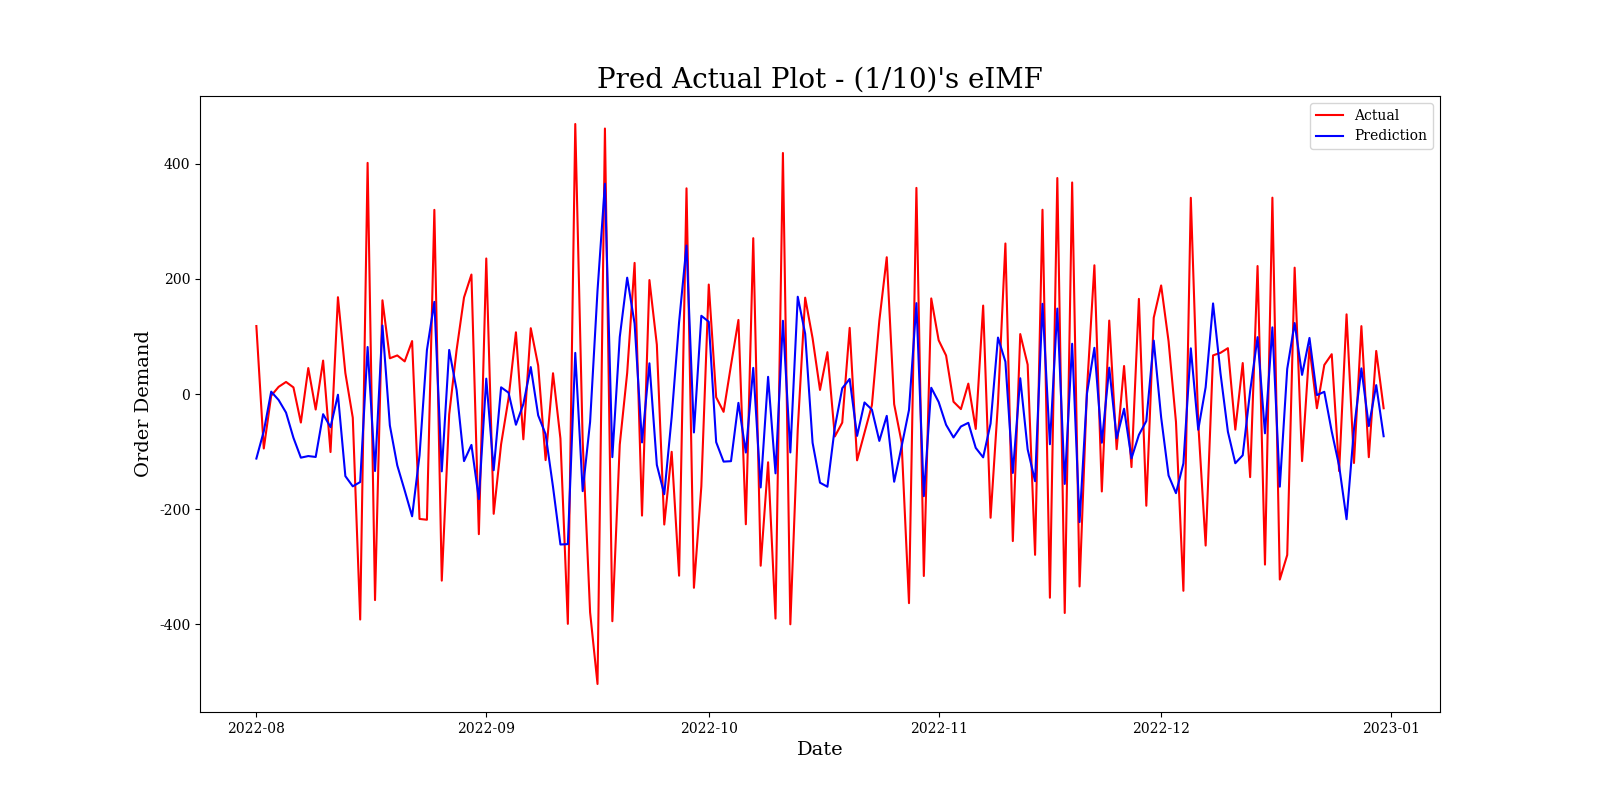 Pred Actual Plot - (1/10)'s eIMF
Actual
Prediction
Order Demand
400
200
0
-200
-400
2022-08
2022-09
2022-10
2022-11
2022-12
2023-01
Date